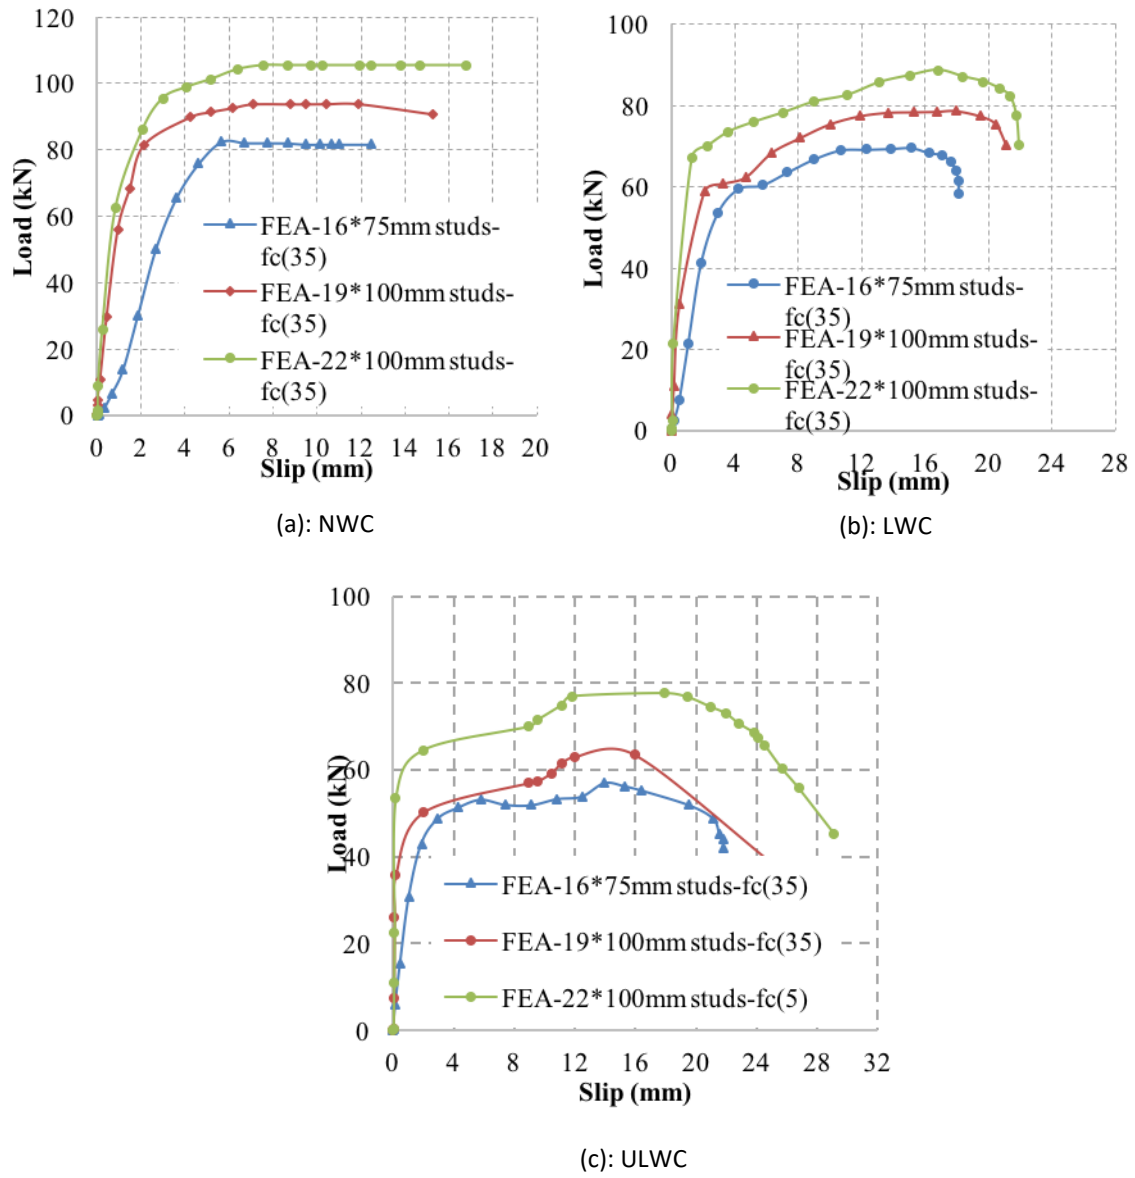 120
100
80
60
40
20
0
Load (kN)
0 2 4 6 8 10 12 14 16 18 20
Slip (mm)
FEA-16*75mm studs-
fc(35)
FEA-19*100mm studs-
fc(35)
FEA-22*100mm studs-
fc(35)
(a): NWC
100
80
60
40
20
0
Load (kN)
0 4 8 12 16 20 24 28
Slip (mm)
FEA-16*75mm studs-
fc(35)
FEA-19*100mm studs-
fc(35)
FEA-22*100mm studs-
fc(35)
(b): LWC
100
80
60
40
20
0
Load (kN)
0 4 8 12 16 20 24 28 32
Slip (mm)
FEA-16*75mm studs-fc(35)
FEA-19*100mm studs-fc(35)
FEA-22*100mm studs-fc(5)
(c): ULWC